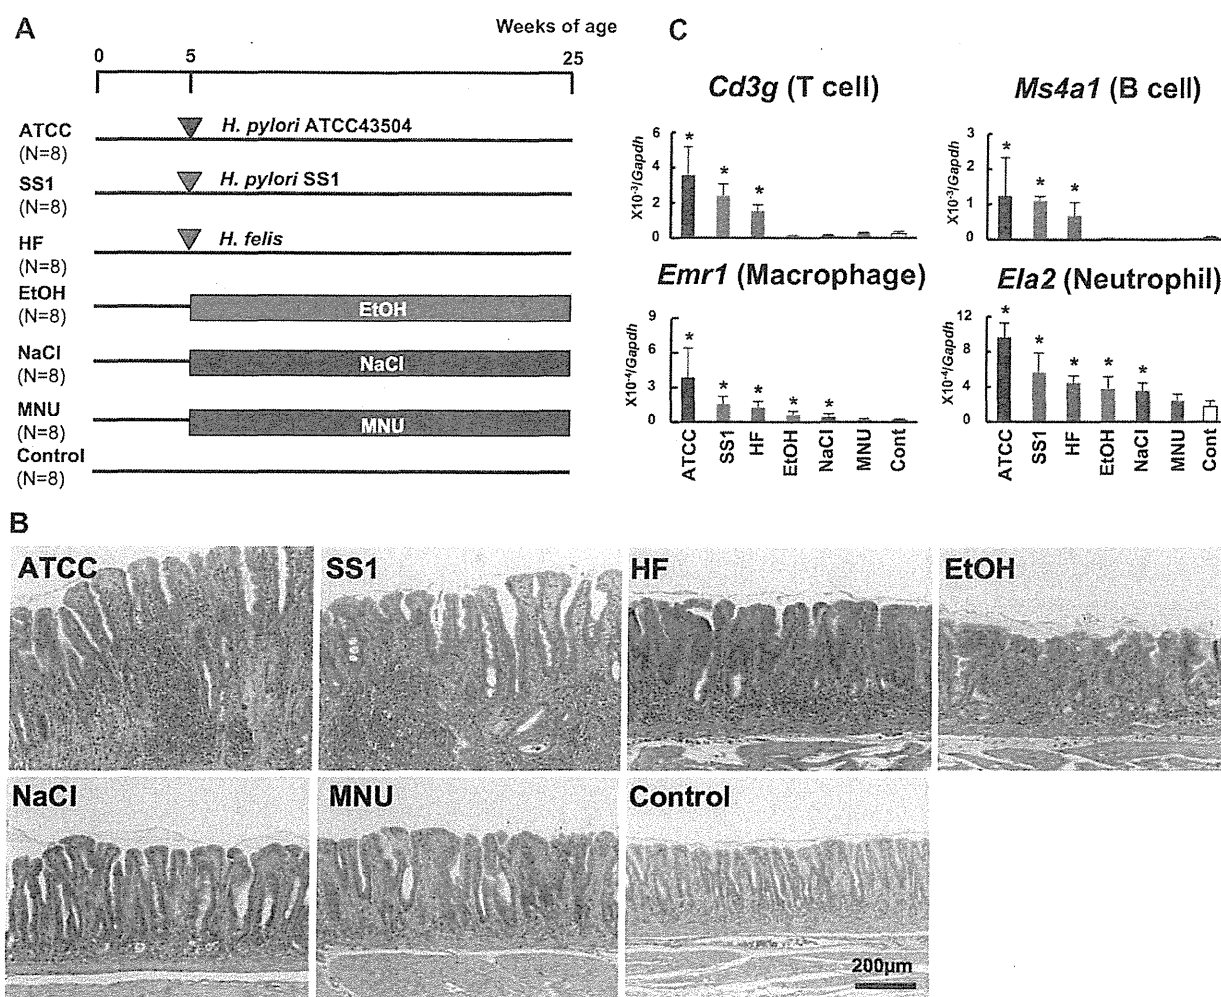 A
Weeks of age
0 5 25
ATCC
(N=8)
H. pylori ATCC43504
SS1
(N=8)
H. pylori SS1
HF
(N=8)
H. felis
EtOH
(N=8)
EtOH
NaCl
(N=8)
NaCl
MNU
(N=8)
MNU
Control
(N=8)
C
Cd3g (T cell)
X10-3/Gapdh
6
4
2
0
* * *
Ms4a1 (B cell)
X10-3/Gapdh
3
2
1
0
* * *
Emr1 (Macrophage)
X10-4/Gapdh
9
6
3
0
* * * * *
ATCC SS1 HF EtOH NaCl MNU Cont
Ela2 (Neutrophil)
X10-4/Gapdh
12
8
4
0
* * * * *
ATCC SS1 HF EtOH NaCl MNU Cont
B
ATCC
SS1
HF
EtOH
NaCl
MNU
Control
200µm